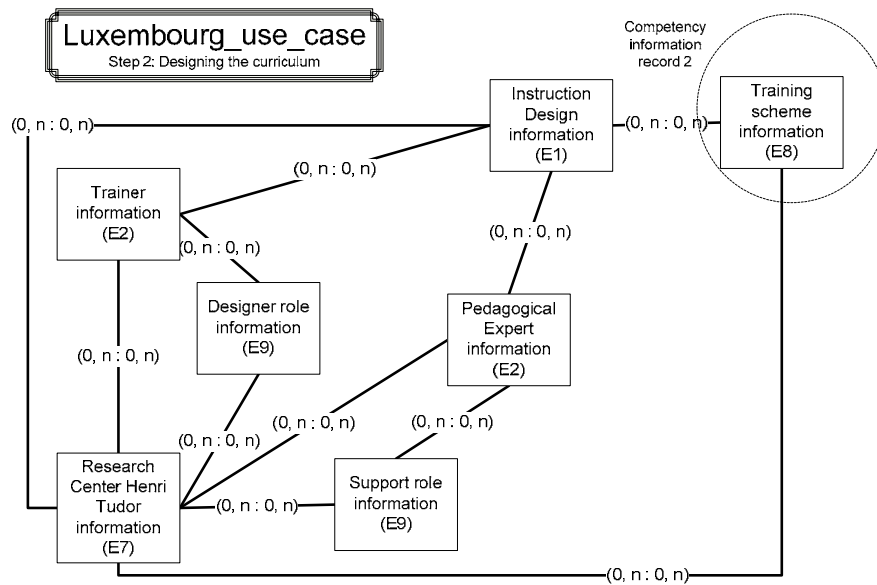 Luxembourg_use_case
Step 2: Designing the curriculum
Competency
information
record 2
Instruction
Design
information
(E1)
(0, n : 0, n)
Training
scheme
information
(E8)
(0, n : 0, n)
(0, n : 0, n)
Trainer
information
(E2)
(0, n : 0, n)
(0, n : 0, n)
Designer role
information
(E9)
Pedagogical
Expert
information
(E2)
(0, n : 0, n)
(0, n : 0, n)
(0, n : 0, n)
(0, n : 0, n)
Research
Center Henri
Tudor
information
(E7)
(0, n : 0, n)
Support role
information
(E9)
(0, n : 0, n)